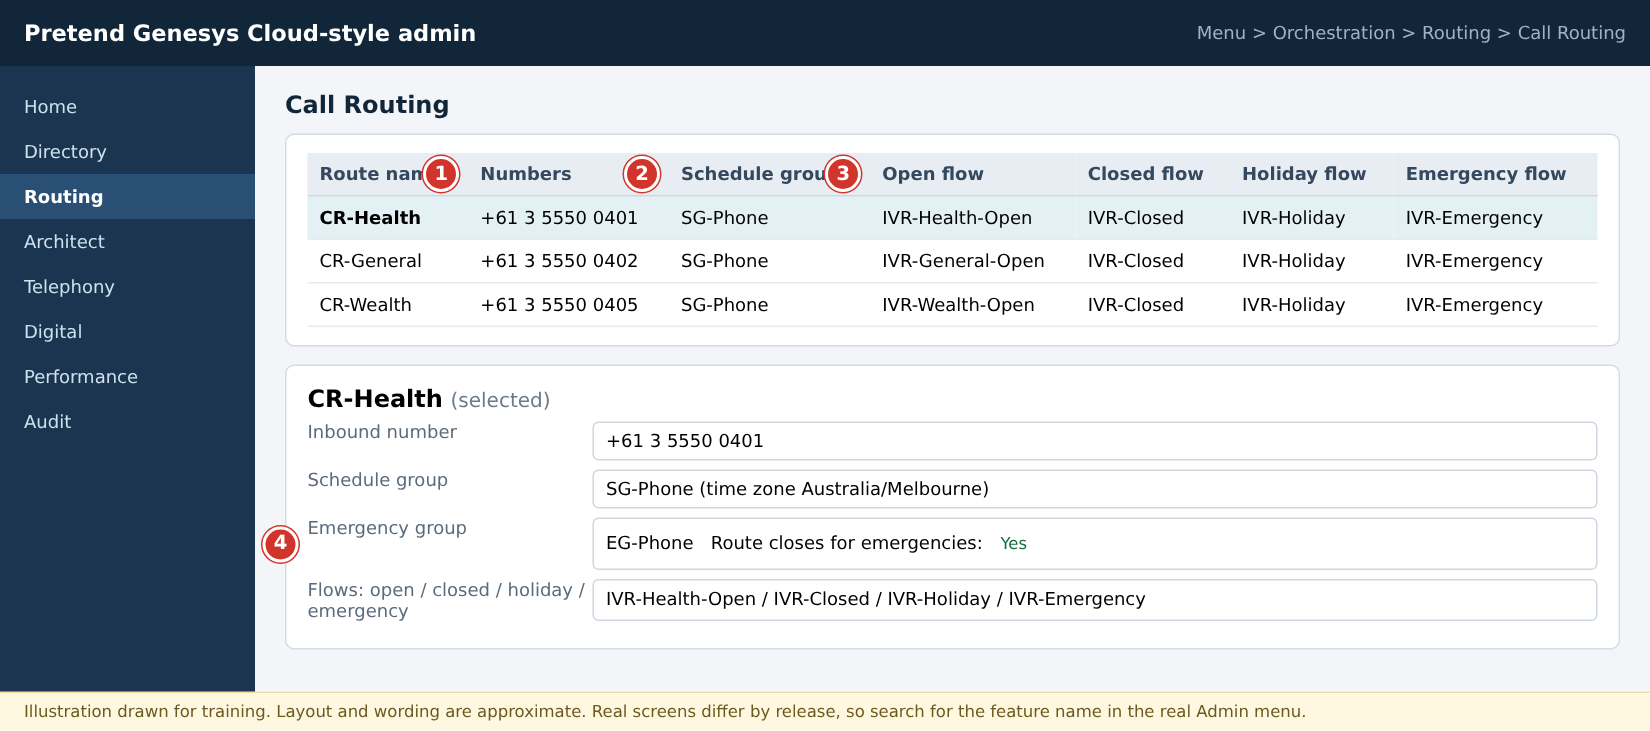 Pretend Genesys Cloud-style admin
Menu > Orchestration > Routing > Call Routing
Home
Directory
Routing
Architect
Telephony
Digital
Performance
Audit
Call Routing
Route nam 1 Numbers 2 Schedule grou 3 Open flow Closed flow Holiday flow Emergency flow
CR-Health +61 3 5550 0401 SG-Phone IVR-Health-Open IVR-Closed IVR-Holiday IVR-Emergency
CR-General +61 3 5550 0402 SG-Phone IVR-General-Open IVR-Closed IVR-Holiday IVR-Emergency
CR-Wealth +61 3 5550 0405 SG-Phone IVR-Wealth-Open IVR-Closed IVR-Holiday IVR-Emergency
CR-Health (selected)
Inbound number +61 3 5550 0401
Schedule group SG-Phone (time zone Australia/Melbourne)
4 Emergency group EG-Phone Route closes for emergencies: Yes
Flows: open / closed / holiday / IVR-Health-Open / IVR-Closed / IVR-Holiday / IVR-Emergency
emergency
Illustration drawn for training. Layout and wording are approximate. Real screens differ by release, so search for the feature name in the real Admin menu.